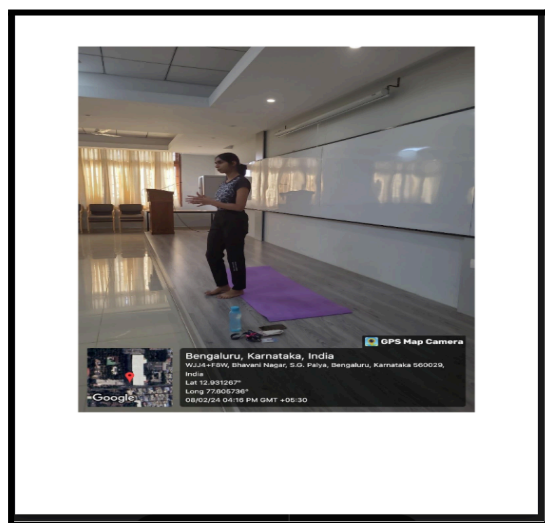 GPS Map Camera
Bengaluru, Karnataka, India
WJJ4+F8W, Bhavani Nagar, S.G. Palya, Bengaluru, Karnataka 560029,
India
Lat 12.931267°
Long 77.605736°
08/02/24 04:16 PM GMT +05:30
Google